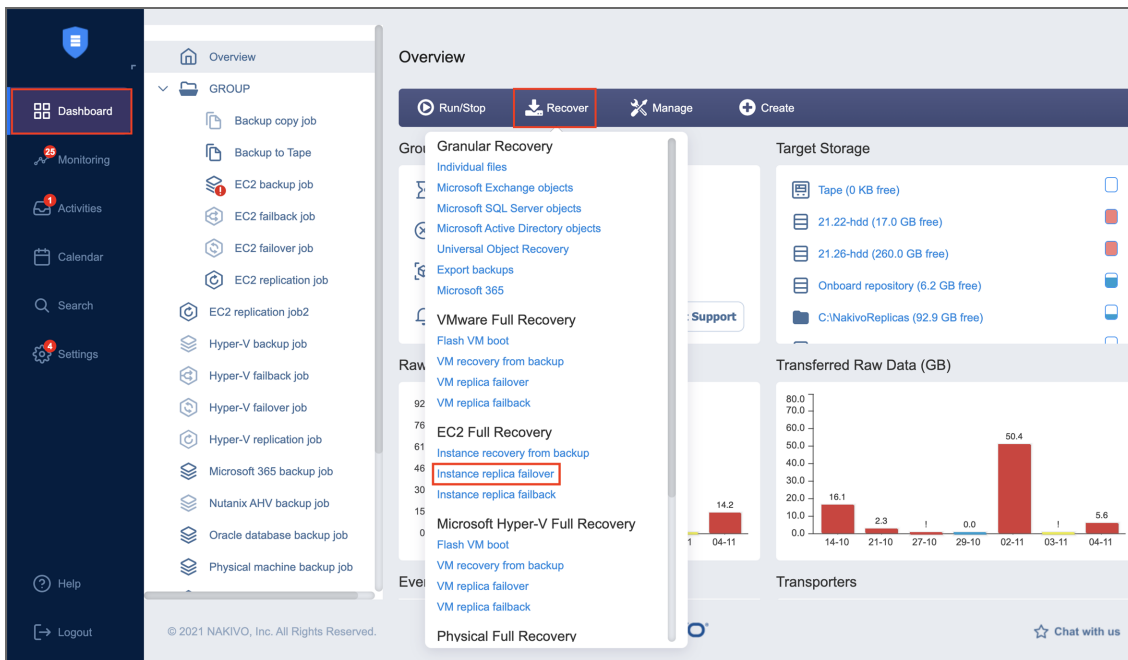 Dashboard
25
Monitoring
1
Activities
Calendar
Search
4
Settings
Help
Logout
Overview
GROUP
Backup copy job
Backup to Tape
EC2 backup job
EC2 failback job
EC2 failover job
EC2 replication job
EC2 replication job2
Hyper-V backup job
Hyper-V failback job
Hyper-V failover job
Hyper-V replication job
Microsoft 365 backup job
Nutanix AHV backup job
Oracle database backup job
Physical machine backup job
Overview
Run/Stop
Recover
Manage
Create
Granular Recovery
Individual files
Microsoft Exchange objects
Microsoft SQL Server objects
Microsoft Active Directory objects
Universal Object Recovery
Export backups
Microsoft 365
VMware Full Recovery
Flash VM boot
VM recovery from backup
VM replica failover
VM replica failback
EC2 Full Recovery
Instance recovery from backup
Instance replica failover
Instance replica failback
Microsoft Hyper-V Full Recovery
Flash VM boot
VM recovery from backup
VM replica failover
VM replica failback
Physical Full Recovery
Support
Raw
92
76
61
46
30
15
0
14.2
04-11
Target Storage
Tape (0 KB free)
21.22-hdd (17.0 GB free)
21.26-hdd (260.0 GB free)
Onboard repository (6.2 GB free)
C:\NakivoReplicas (92.9 GB free)
Transferred Raw Data (GB)
80.0
70.0
60.0
50.0
40.0
30.0
20.0
10.0
0.0
16.1
2.3
!
0.0
50.4
!
5.6
14-10 21-10 27-10 29-10 02-11 03-11 04-11
Transporters
© 2021 NAKIVO, Inc. All Rights Reserved.
Chat with us